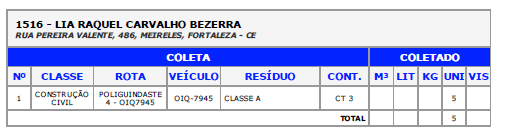 1516 - LIA RAQUEL CARVALHO BEZERRA
RUA PEREIRA VALENTE, 486, MEIRELES, FORTALEZA - CE
COLETA COLETADO
Nº CLASSE ROTA VEÍCULO RESÍDUO CONT. M³ LIT KG UNI VIS
1 CONSTRUÇÃO CIVIL POLIGUINDASTE 4 - OIQ7945 OIQ-7945 CLASSE A CT 3 5
TOTAL 5